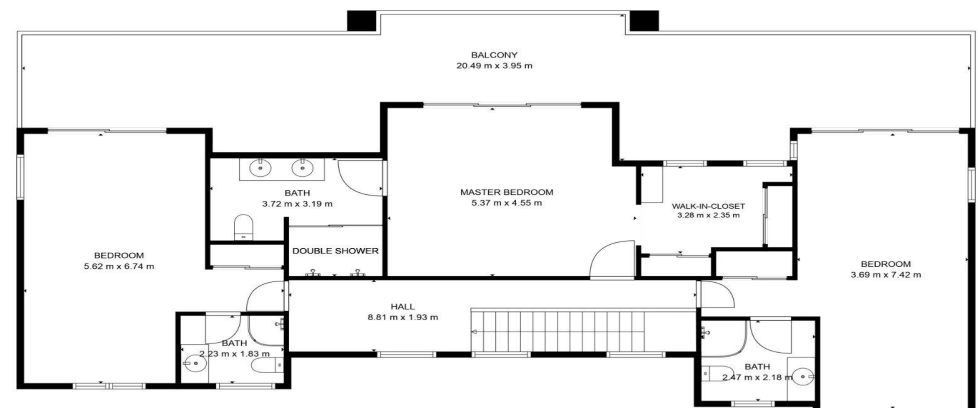 BALCONY
20.49 m x 3.95 m
BATH
3.72 m x 3.19 m
MASTER BEDROOM
5.37 m x 4.55 m
WALK-IN-CLOSET
3.28 m x 2.35 m
DOUBLE SHOWER
BEDROOM
5.62 m x 6.74 m
BEDROOM
3.69 m x 7.42 m
HALL
8.81 m x 1.93 m
BATH
2.23 m x 1.83 m
BATH
2.47 m x 2.18 m